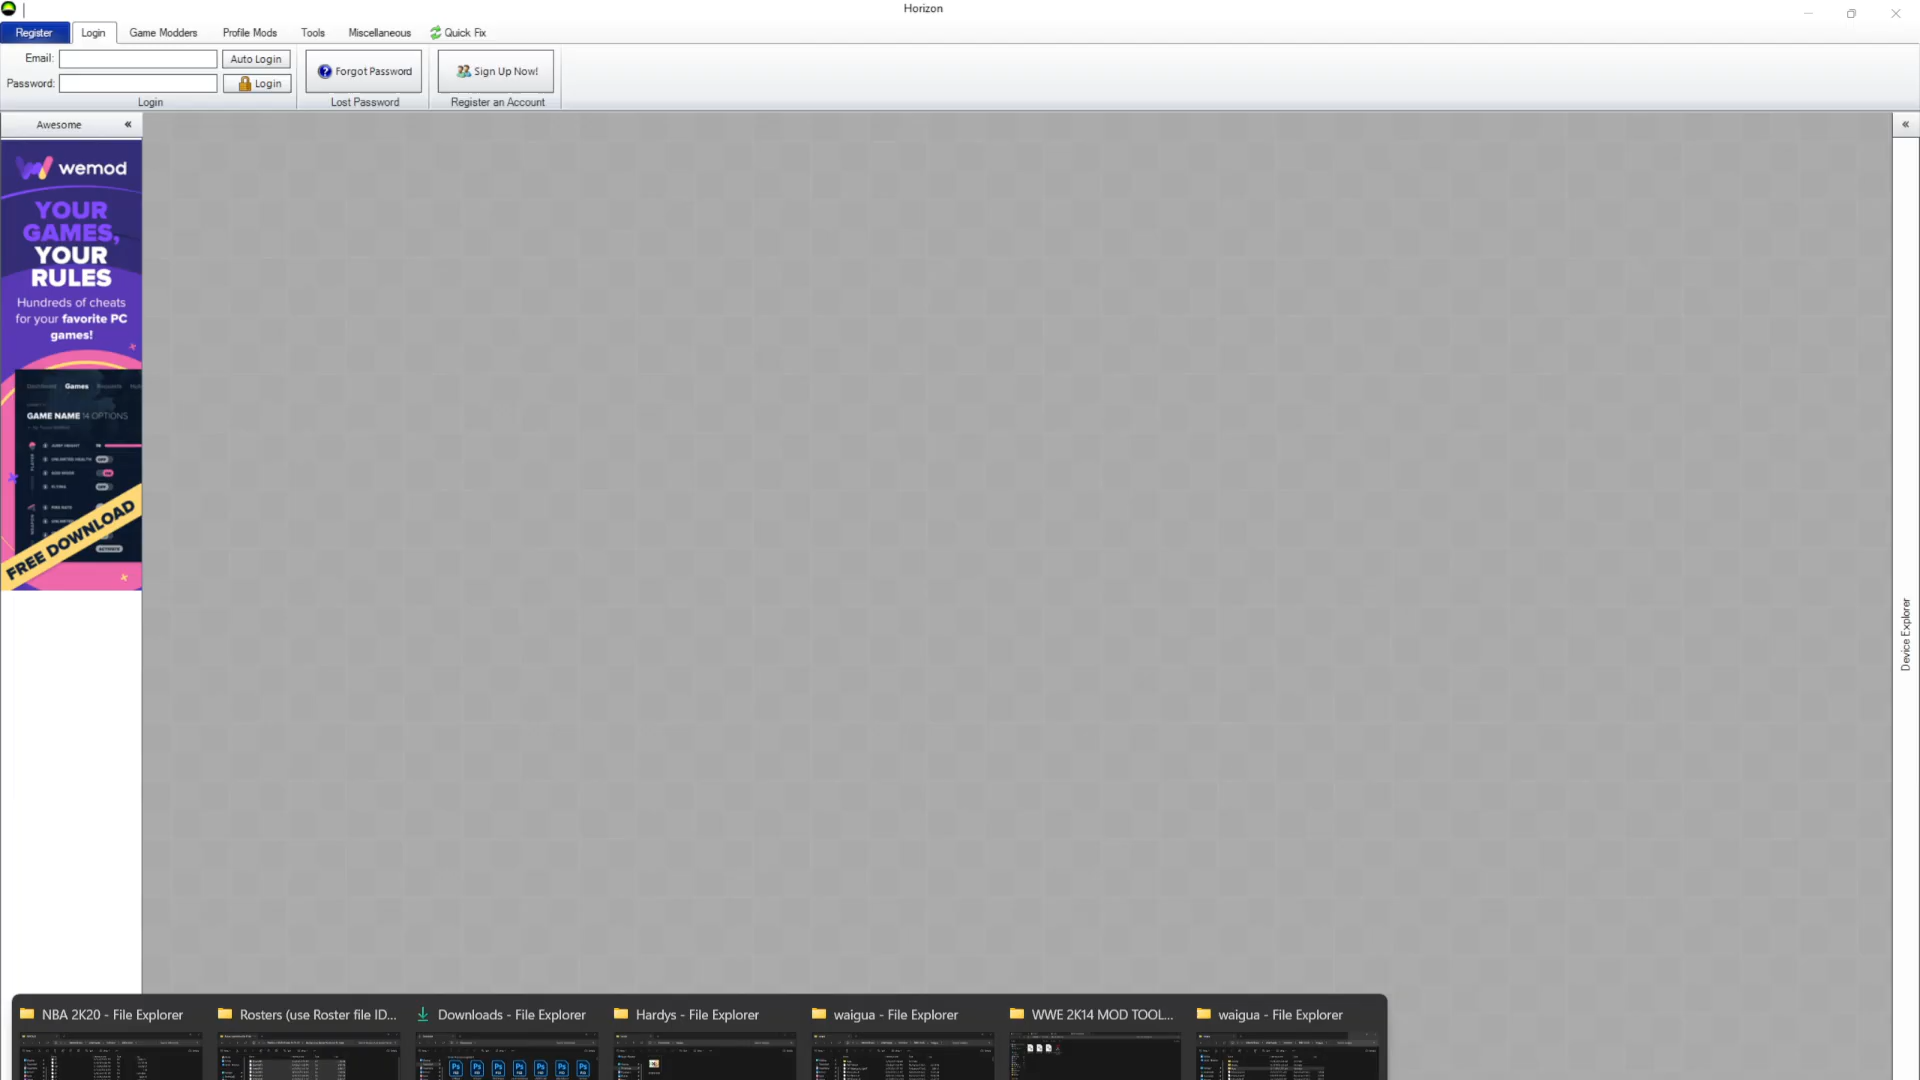 Horizon
Register
Login
Game Modders
Profile Mods
Tools
Miscellaneous
Quick Fix
Email:
Auto Login
Password:
Login
Login
Forgot Password
Lost Password
Sign Up Now!
Register an Account
Awesome
wemod
YOUR
GAMES,
YOUR
RULES
Hundreds of cheats
for your favorite PC
games!
Games
GAME NAME 14 OPTIONS
FREE DOWNLOAD
Device Explorer
NBA 2K20 - File Explorer
Rosters (use Roster file ID...
Downloads - File Explorer
Hardys - File Explorer
waigua - File Explorer
WWE 2K14 MOD TOOL...
waigua - File Explorer